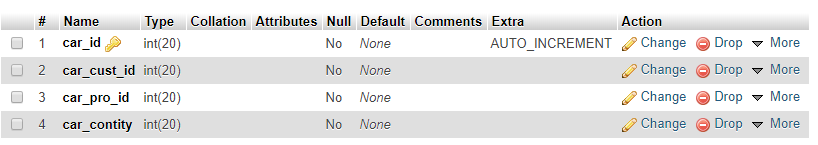 # Name Type Collation Attributes Null Default Comments Extra Action
1 car_id int(20) No None AUTO_INCREMENT Change Drop More
2 car_cust_id int(20) No None Change Drop More
3 car_pro_id int(20) No None Change Drop More
4 car_contity int(20) No None Change Drop More